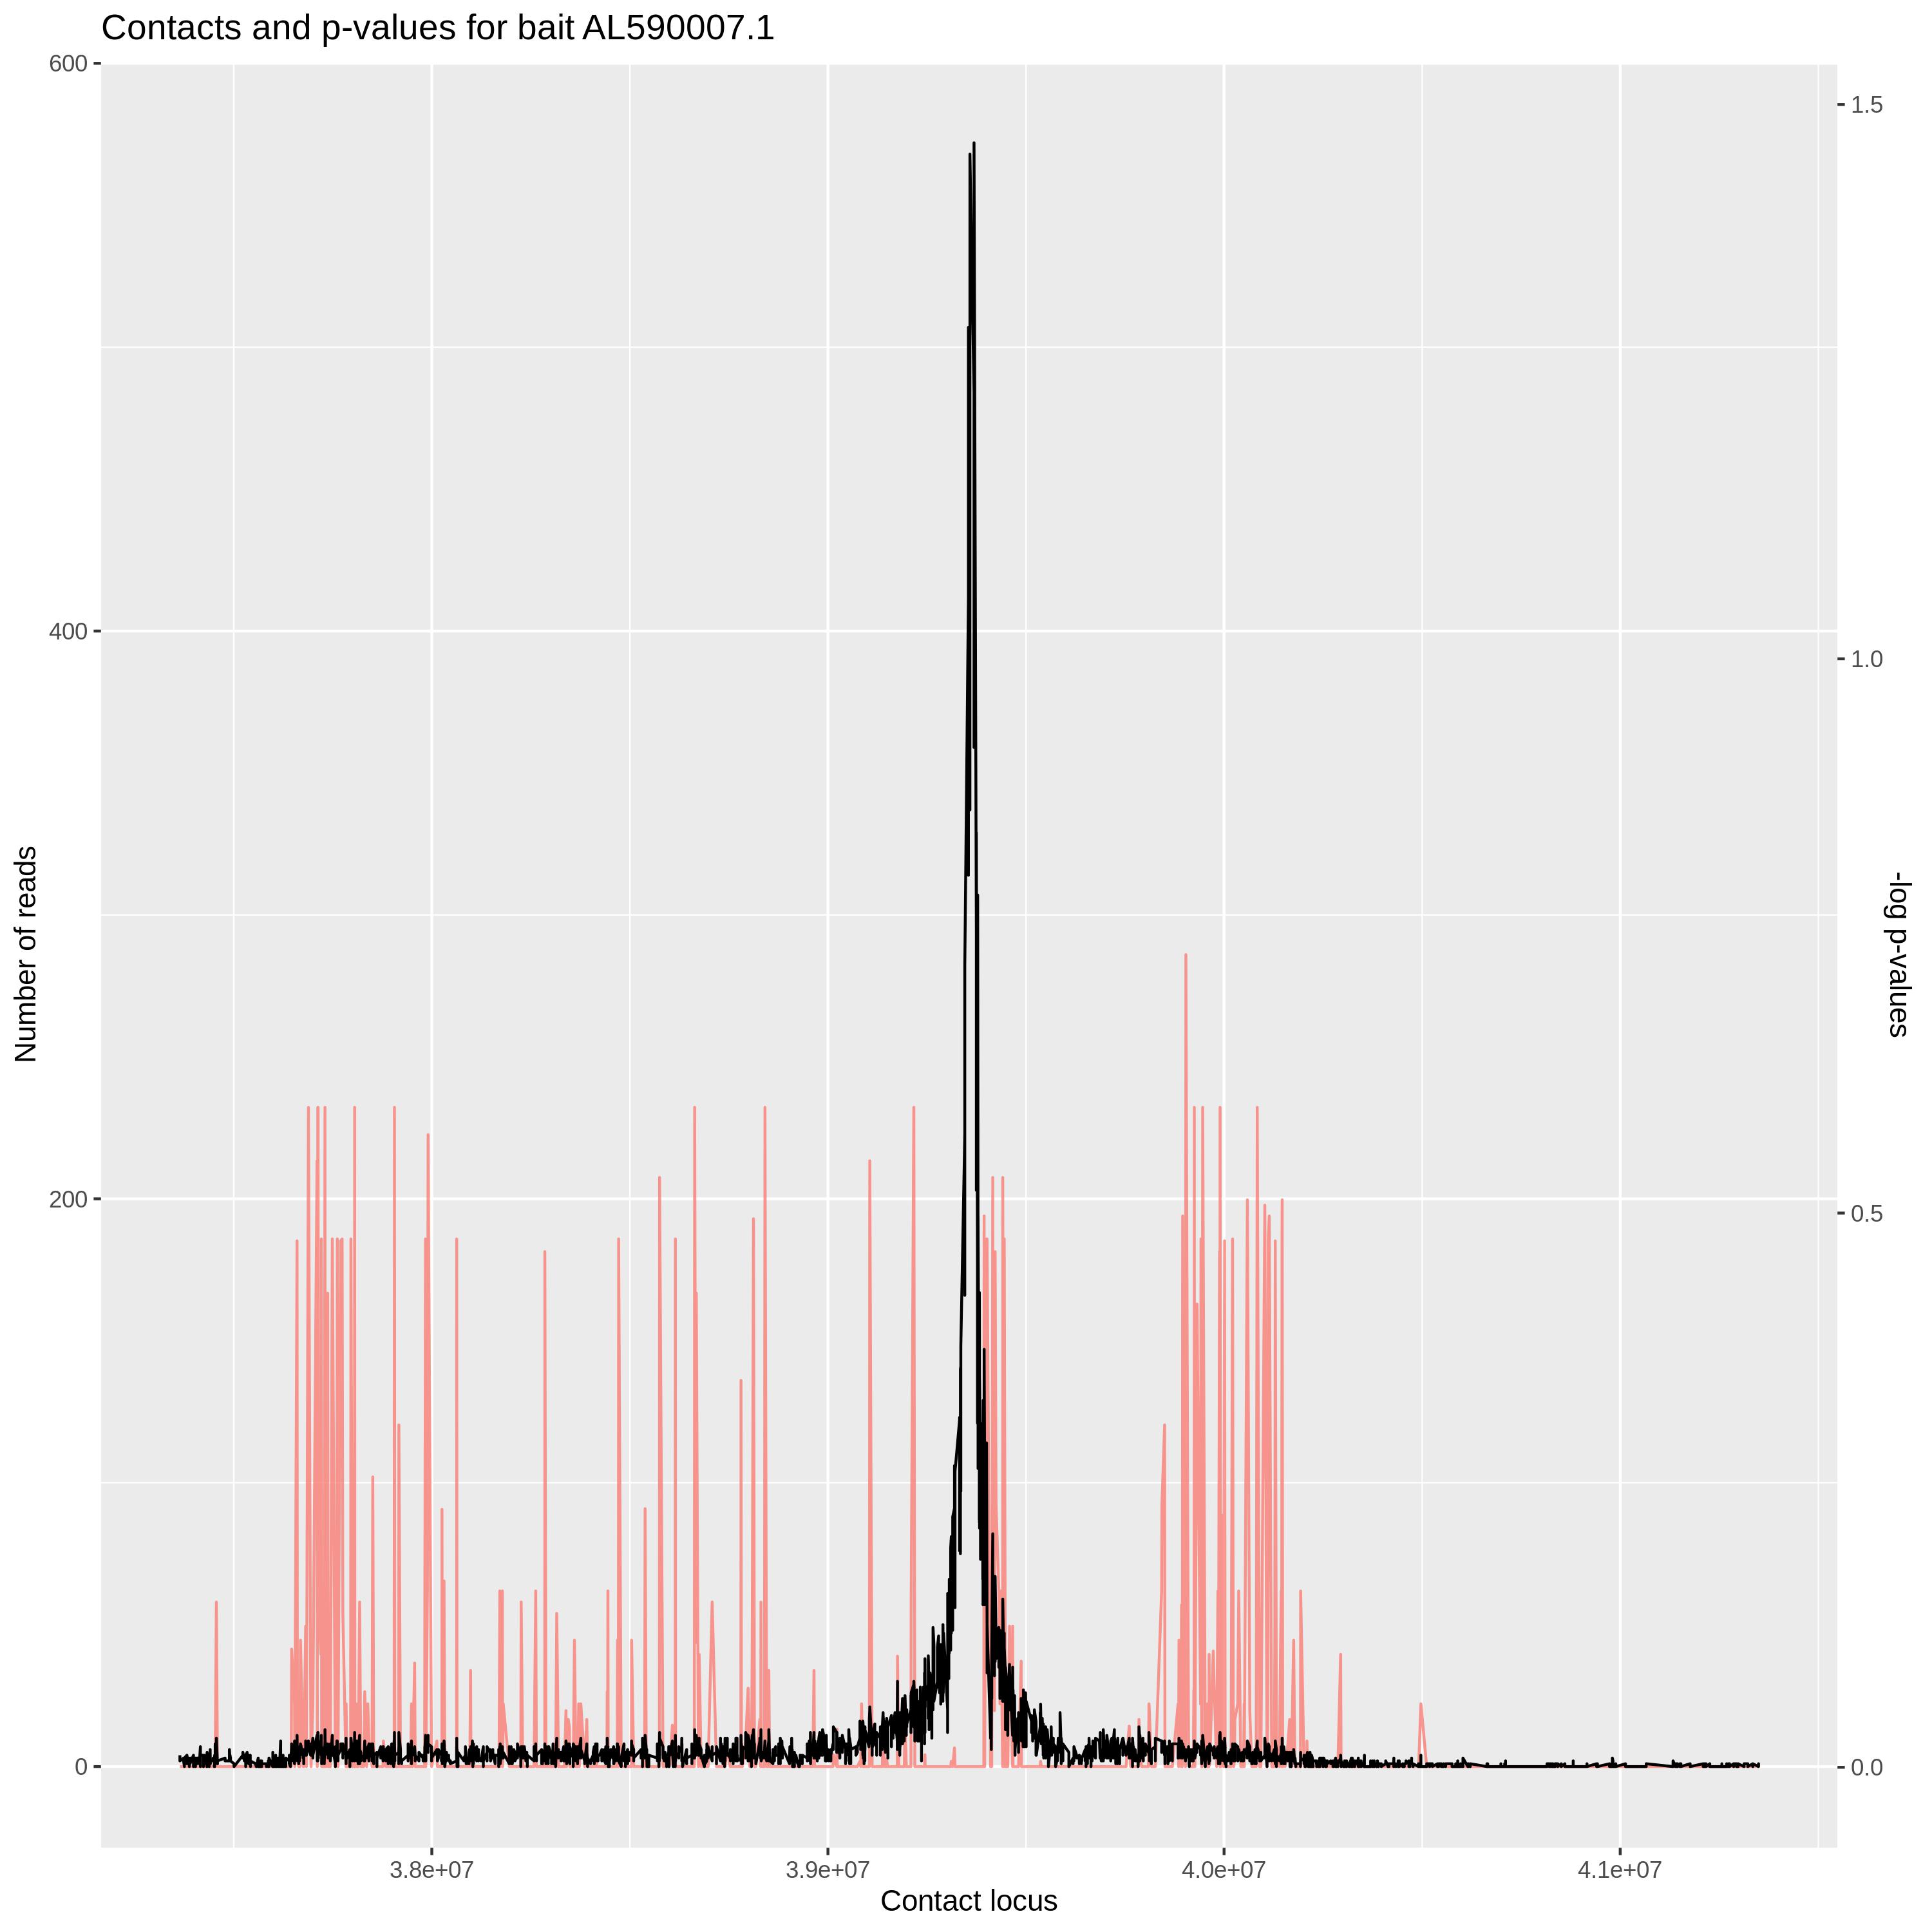 Contacts and p-values for bait AL590007.1
600
400
200
0
Number of reads
1.5
1.0
0.5
0.0
-log p-values
3.8e+07
3.9e+07
4.0e+07
4.1e+07
Contact locus